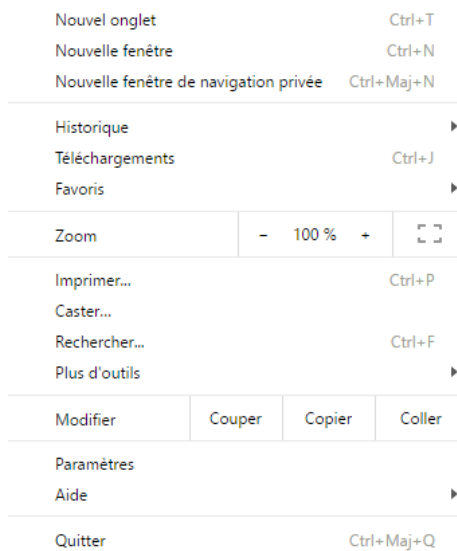 Nouvel onglet Ctrl+T
Nouvelle fenêtre Ctrl+N
Nouvelle fenêtre de navigation privée Ctrl+Maj+N
Historique
Téléchargements Ctrl+J
Favoris
Zoom - 100 % +
Imprimer... Ctrl+P
Caster...
Rechercher... Ctrl+F
Plus d'outils
Modifier Couper Copier Coller
Paramètres
Aide
Quitter Ctrl+Maj+Q